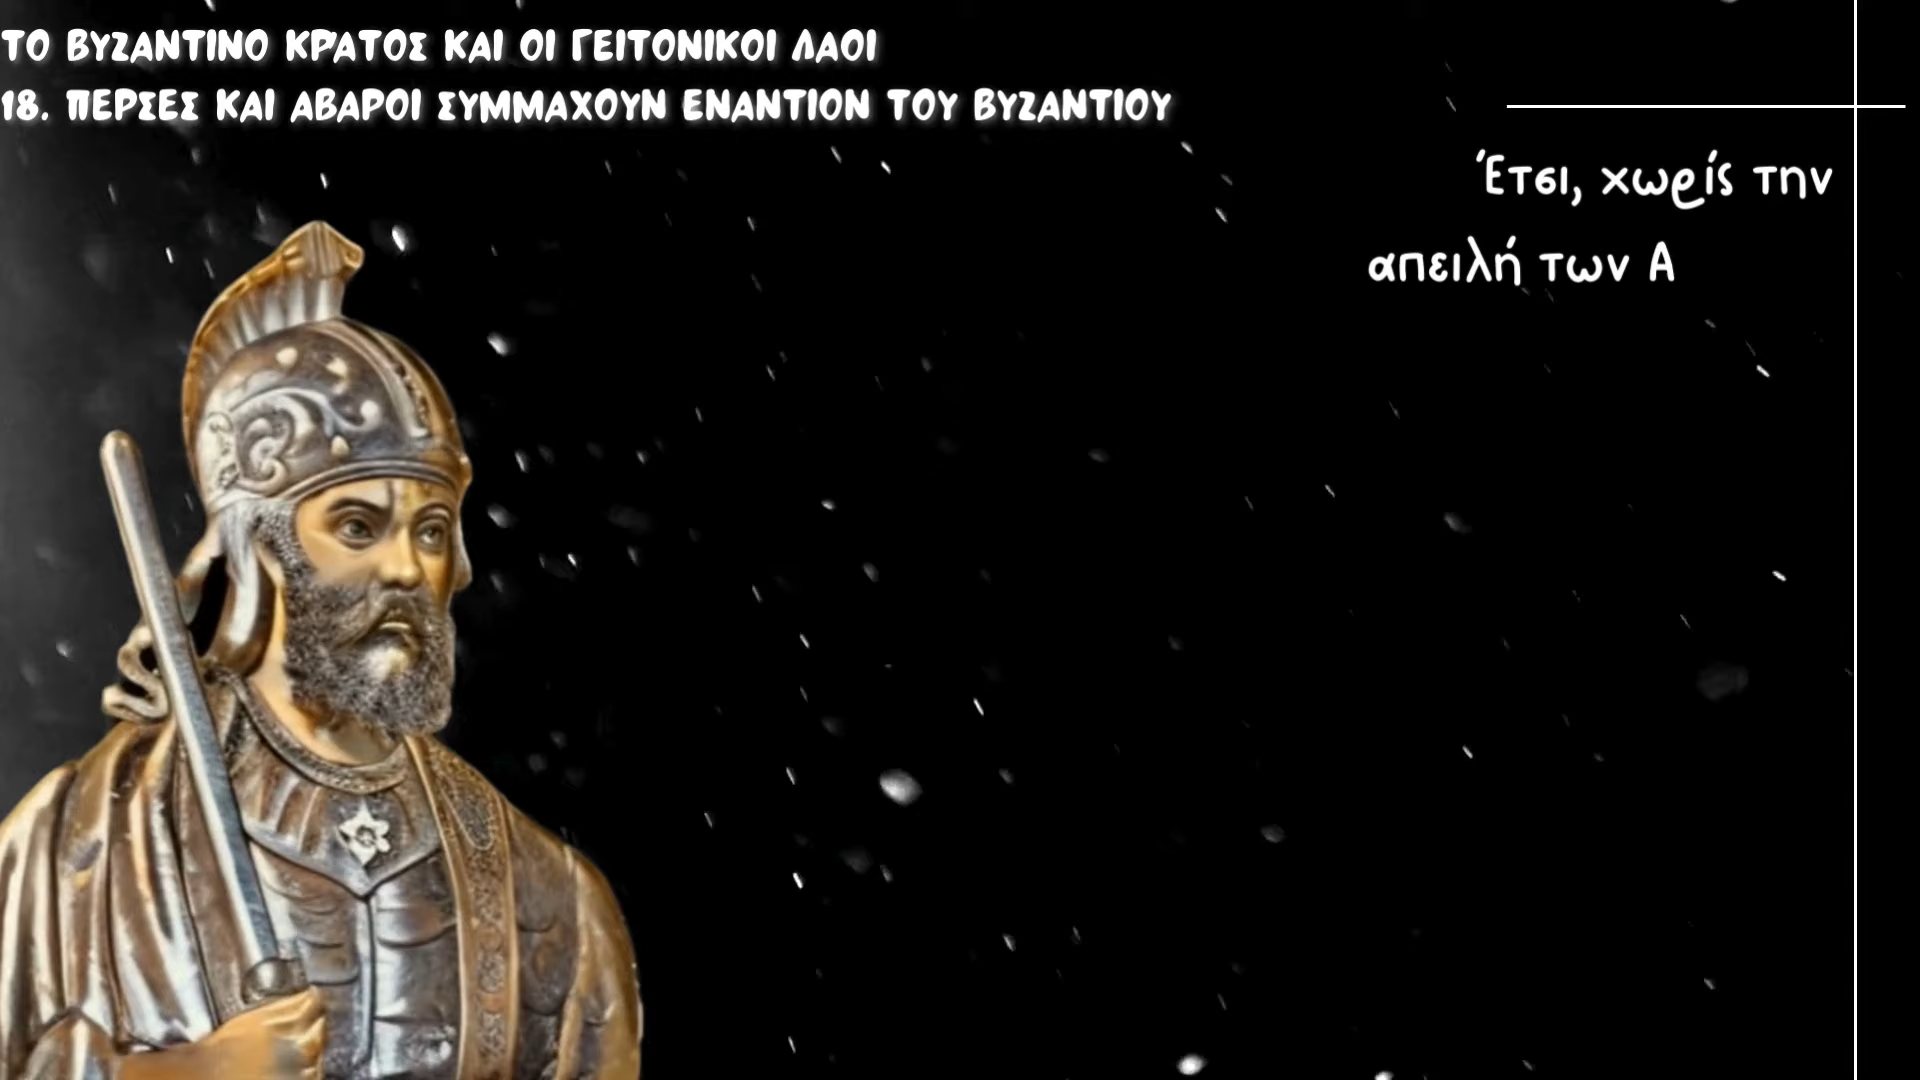 ΤΟ ΒΥΖΑΝΤΙΝΟ ΚΡΑΤΟΣ ΚΑΙ ΟΙ ΓΕΙΤΟΝΙΚΟΙ ΛΑΟΙ
18. ΠΕΡΣΕΣ ΚΑΙ ΑΒΑΡΟΙ ΣΥΜΜΑΧΟΥΝ ΕΝΑΝΤΙΟΝ ΤΟΥ ΒΥΖΑΝΤΙΟΥ
Έτσι, χωρίς την
απειλή των Α